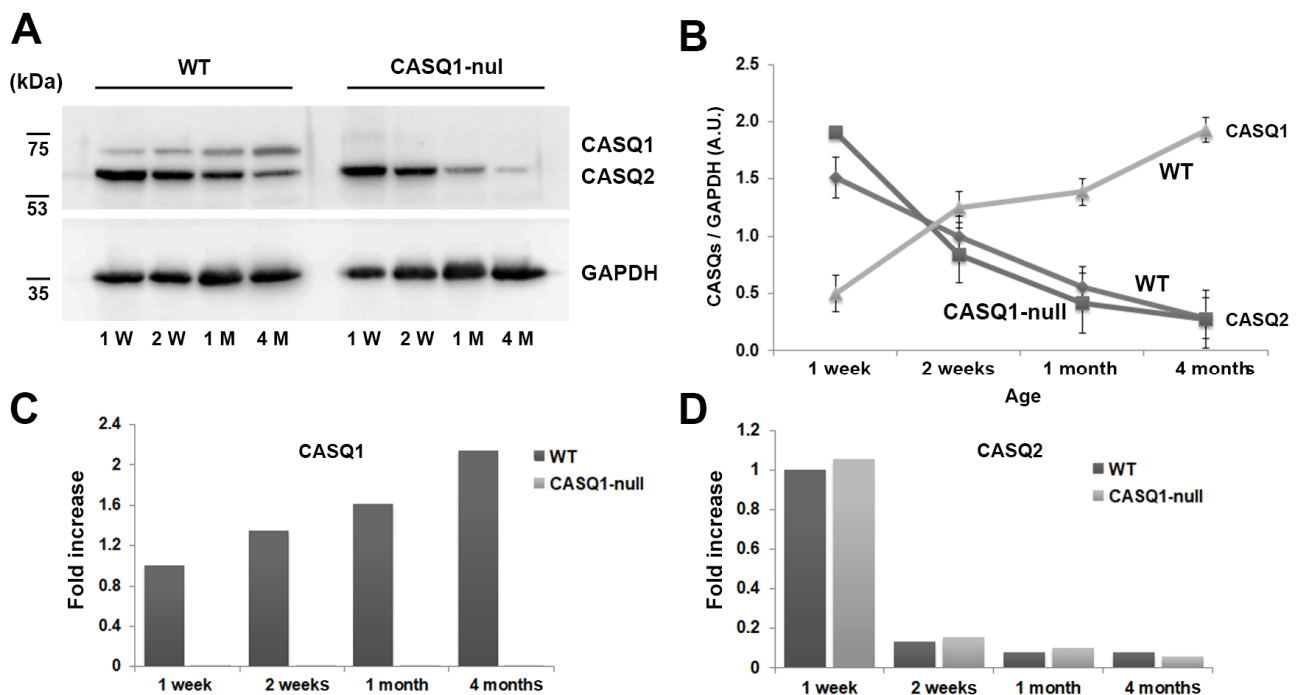 A
(kDa)
WT
CASQ1-nul
75
53
35
CASQ1
CASQ2
GAPDH
1 W 2 W 1 M 4 M 1 W 2 W 1 M 4 M
B
CASQs / GAPDH (A.U.)
2.5
2.0
1.5
1.0
0.5
0.0
CASQ1
WT
WT
CASQ1-null
CASQ2
1 week 2 weeks 1 month 4 months
Age
C
Fold increase
2.4
2
1.6
1.2
0.8
0.4
0
CASQ1
WT
CASQ1-null
1 week 2 weeks 1 month 4 months
D
Fold increase
1.2
1
0.8
0.6
0.4
0.2
0
CASQ2
WT
CASQ1-null
1 week 2 weeks 1 month 4 months